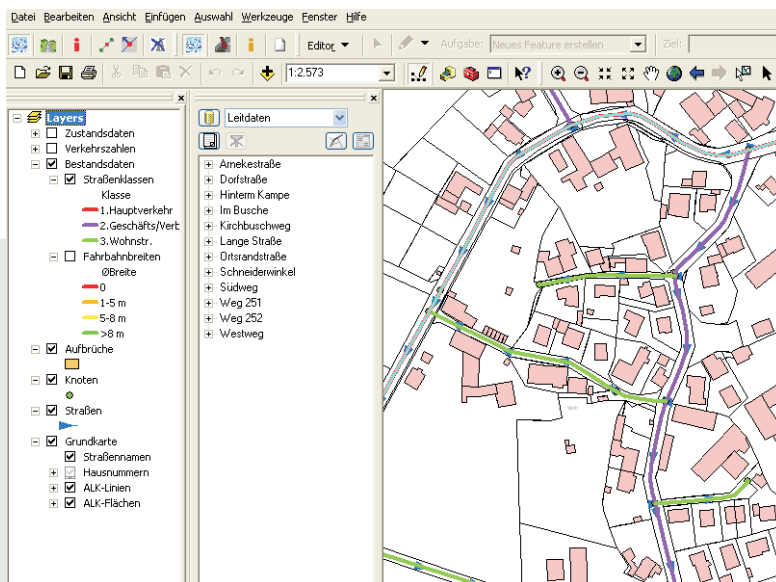 Datei Bearbeiten Ansicht Einfügen Auswahl Werkzeuge Fenster Hilfe
Editor Aufgabe: Neues Feature erstellen Ziel:
1:2.573
Layers
Zustandsdaten
Verkehrszahlen
Bestandsdaten
Straßenklassen
Klasse
1.Hauptverkehr
2.Geschäfts/Verb
3.Wohnstr.
Fahrbahnbreiten
ØBreite
0
1-5 m
5-8 m
>8 m
Aufbrüche
Knoten
Straßen
Grundkarte
Straßennamen
Hausnummern
ALK-Linien
ALK-Flächen
Leitdaten
Arnekestraße
Dorfstraße
Hinterm Kampe
Im Busche
Kirchbuschweg
Lange Straße
Ortsrandstraße
Schneiderwinkel
Südweg
Weg 251
Weg 252
Westweg